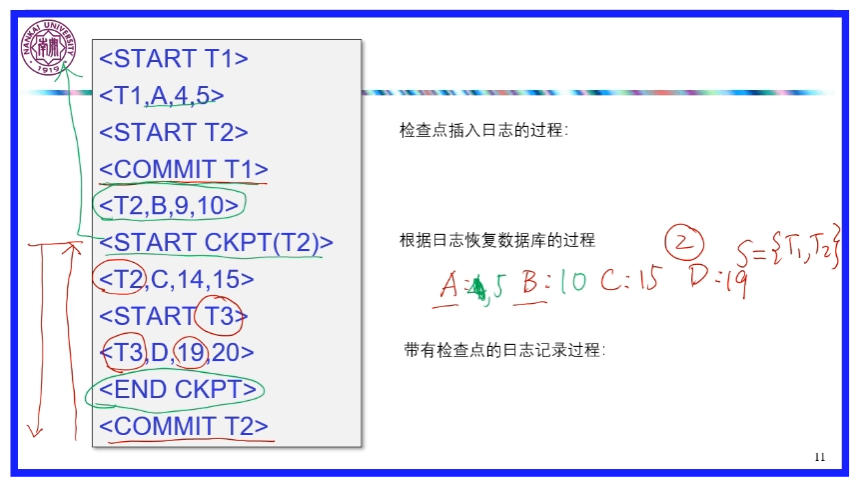 NANKAI UNIVERSITY
1919
<START T1>
<T1,A,4,5>
<START T2>
<COMMIT T1>
<T2,B,9,10>
<START CKPT(T2)>
<T2,C,14,15>
<START T3>
<T3,D,19,20>
<END CKPT>
<COMMIT T2>
检查点插入日志的过程:
根据日志恢复数据库的过程 ② S={T1,T2}
A=4,5 B:10 C:15 D:19
带有检查点的日志记录过程:
11